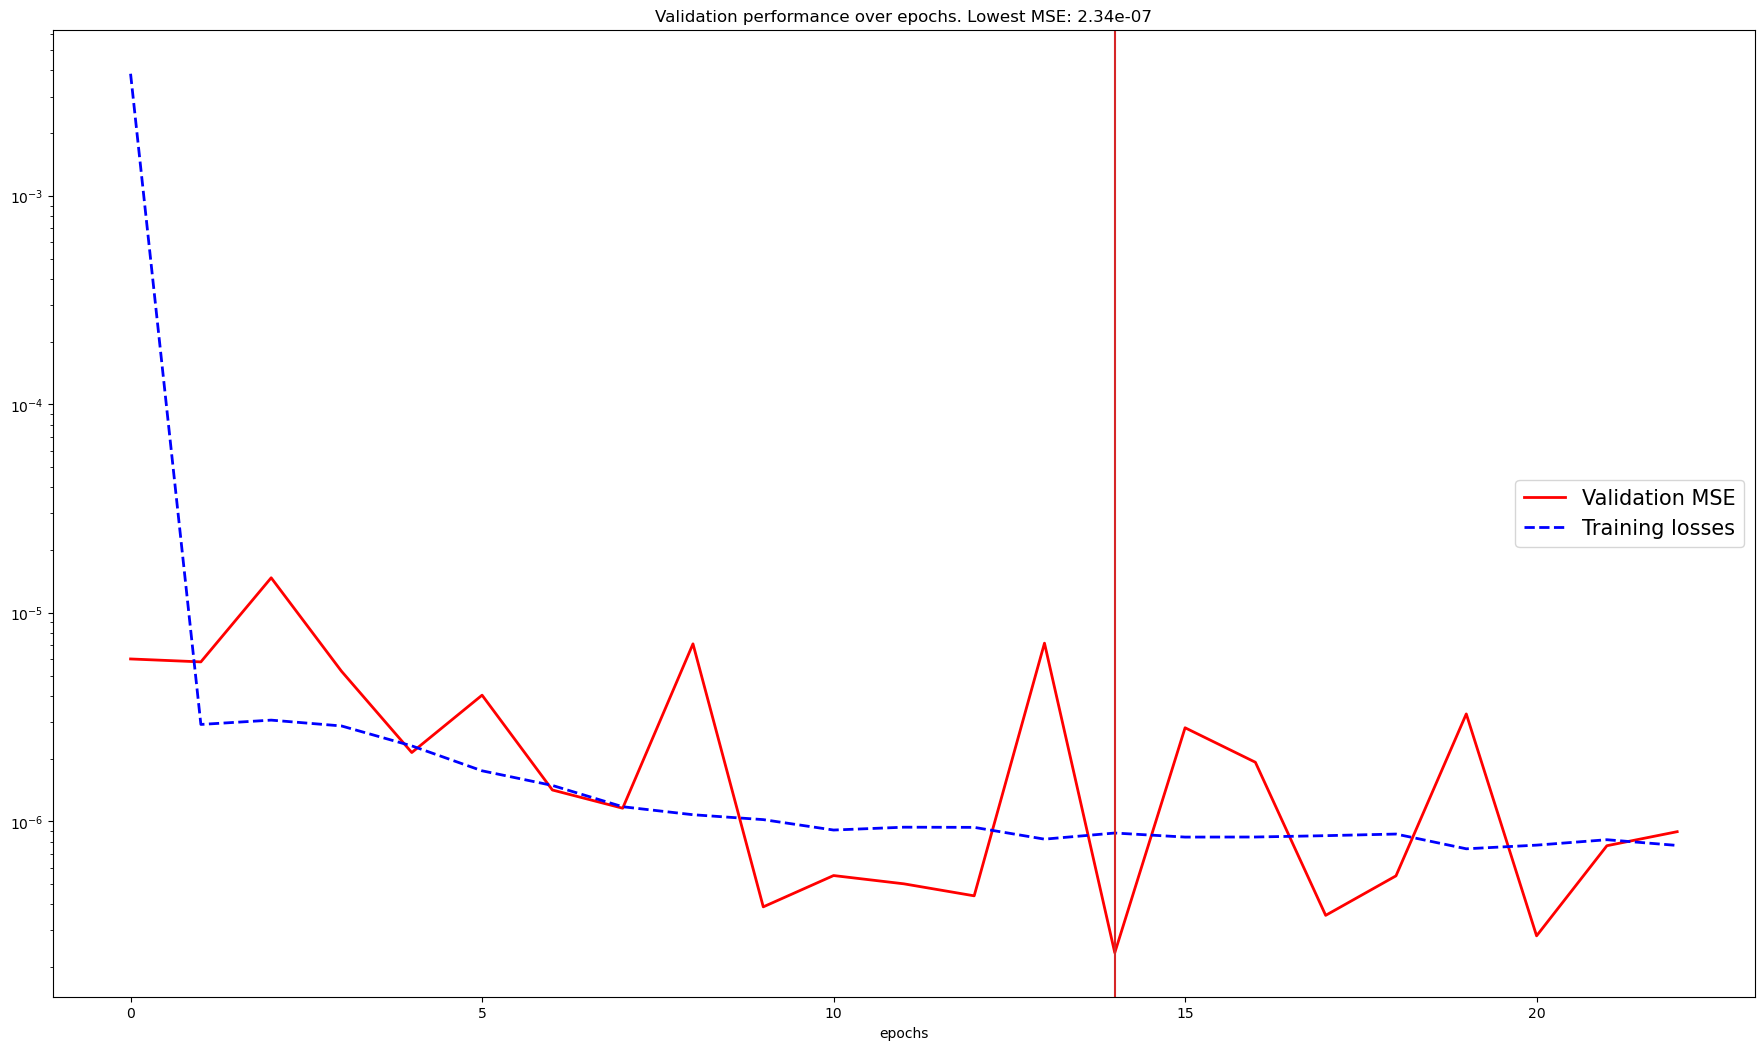 Validation performance over epochs. Lowest MSE: 2.34e-07
10⁻³
10⁻⁴
10⁻⁵
10⁻⁶
Validation MSE
Training losses
0
5
10
15
20
epochs